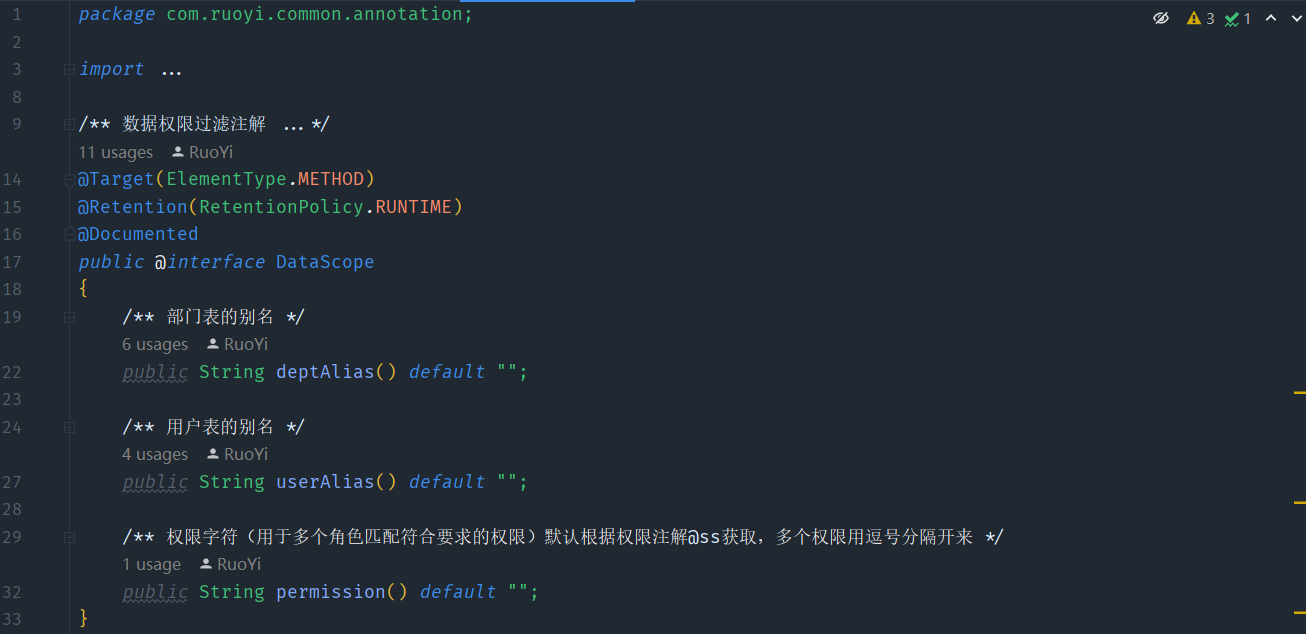 1 package com.ruoyi.common.annotation;
3 1
2
3 import ...
8
9 /** 数据权限过滤注解 ...*/
11 usages RuoYi
14 @Target(ElementType.METHOD)
15 @Retention(RetentionPolicy.RUNTIME)
16 @Documented
17 public @interface DataScope
18 {
19 /** 部门表的别名 */
6 usages RuoYi
22 public String deptAlias() default "";
23
24 /** 用户表的别名 */
4 usages RuoYi
27 public String userAlias() default "";
28
29 /** 权限字符（用于多个角色匹配符合要求的权限）默认根据权限注解@ss获取，多个权限用逗号分隔开来 */
1 usage RuoYi
32 public String permission() default "";
33 }